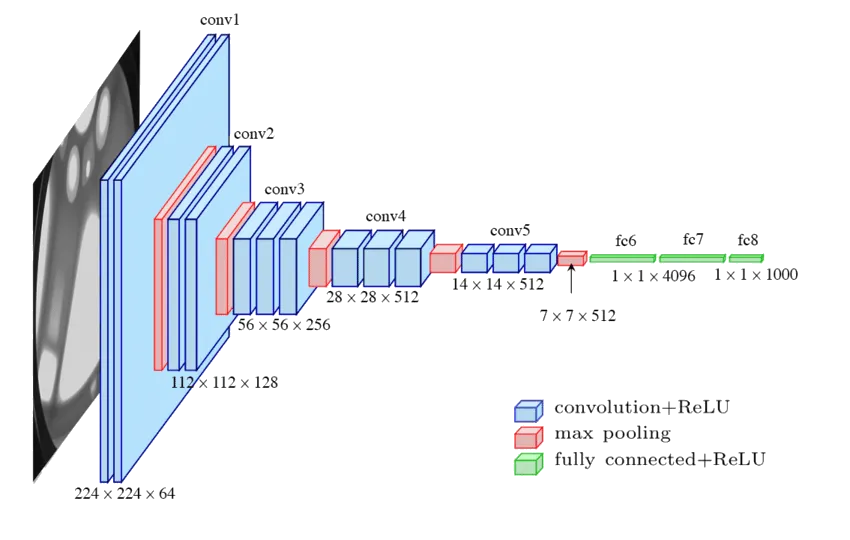 conv1
conv2
conv3
conv4
conv5
fc6
fc7
fc8
1 × 1 × 4096
1 × 1 × 1000
14 × 14 × 512
28 × 28 × 512
7 × 7 × 512
56 × 56 × 256
112 × 112 × 128
224 × 224 × 64
convolution+ReLU
max pooling
fully connected+ReLU